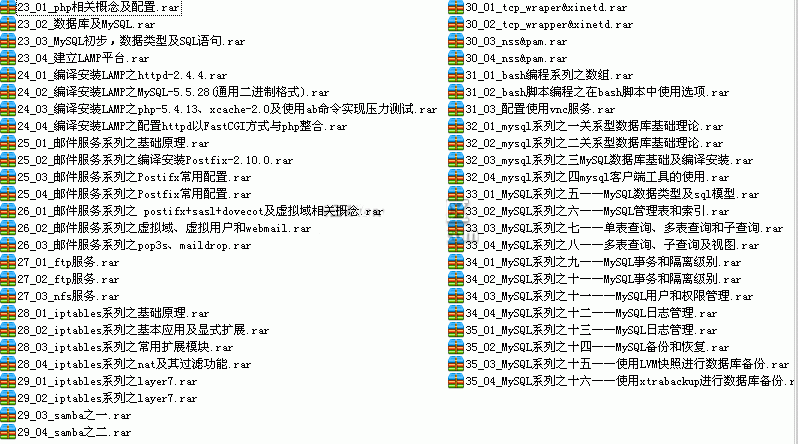 23_01_php相关概念及配置.rar
23_02_数据库及MySQL.rar
23_03_MySQL初步,数据类型及SQL语句.rar
23_04_建立LAMP平台.rar
24_01_编译安装LAMP之httpd-2.4.4.rar
24_02_编译安装LAMP之MySQL-5.5.28(通用二进制格式).rar
24_03_编译安装LAMP之php-5.4.13、xcache-2.0及使用ab命令实现压力测试.rar
24_04_编译安装LAMP之配置httpd以FastCGI方式与php整合.rar
25_01_邮件服务系列之基础原理.rar
25_02_邮件服务系列之编译安装Postfix-2.10.0.rar
25_03_邮件服务系列之Postifx常用配置.rar
25_04_邮件服务系列之Postfix常用配置.rar
26_01_邮件服务系列之 postifx+sasl+dovecot及虚拟域相关概念.rar
26_02_邮件服务系列之虚拟域、虚拟用户和webmail.rar
26_03_邮件服务系列之pop3s、maildrop.rar
27_01_ftp服务.rar
27_02_ftp服务.rar
27_03_nfs服务.rar
28_01_iptables系列之基础原理.rar
28_02_iptables系列之基本应用及显式扩展.rar
28_03_iptables系列之常用扩展模块.rar
28_04_iptables系列之nat及其过滤功能.rar
29_01_iptables系列之layer7.rar
29_02_iptables系列之layer7.rar
29_03_samba之一.rar
29_04_samba之二.rar
30_01_tcp_wraper&xinetd.rar
30_02_tcp_wrapper&xinetd.rar
30_03_nss&pam.rar
30_04_nss&pam.rar
31_01_bash编程系列之数组.rar
31_02_bash脚本编程之在bash脚本中使用选项.rar
31_03_配置使用vnc服务.rar
32_01_mysql系列之一关系型数据库基础理论.rar
32_02_mysql系列之二关系型数据库基础理论.rar
32_03_mysql系列之三MySQL数据库基础及编译安装.rar
32_04_mysql系列之四mysql客户端工具的使用.rar
33_01_MySQL系列之五——MySQL数据类型及sql模型.rar
33_02_MySQL系列之六——MySQL管理表和索引.rar
33_03_MySQL系列之七——单表查询、多表查询和子查询.rar
33_04_MySQL系列之八——多表查询、子查询及视图.rar
34_01_MySQL系列之九——MySQL事务和隔离级别.rar
34_02_MySQL系列之十——MySQL事务和隔离级别.rar
34_03_MySQL系列之十一——MySQL用户和权限管理.rar
34_04_MySQL系列之十二——MySQL日志管理.rar
35_01_MySQL系列之十三——MySQL日志管理.rar
35_02_MySQL系列之十四——MySQL备份和恢复.rar
35_03_MySQL系列之十五——使用LVM快照进行数据库备份.rar
35_04_MySQL系列之十六——使用xtrabackup进行数据库备份.r